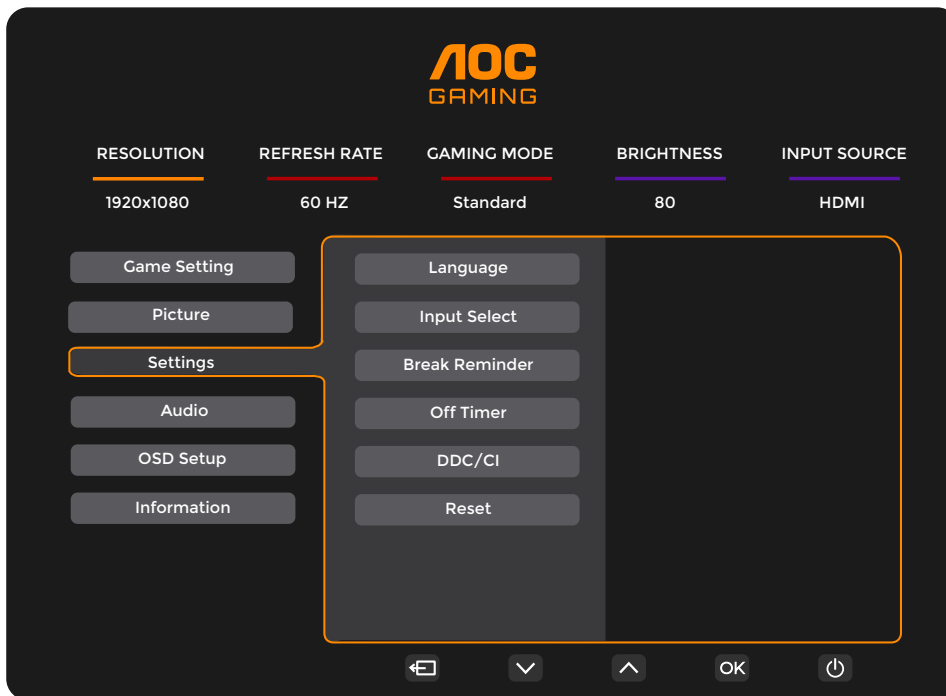 AOC
GAMING
RESOLUTION REFRESH RATE GAMING MODE BRIGHTNESS INPUT SOURCE
1920x1080 60 HZ Standard 80 HDMI
Game Setting Language
Picture Input Select
Settings Break Reminder
Audio Off Timer
OSD Setup DDC/CI
Information Reset
OK